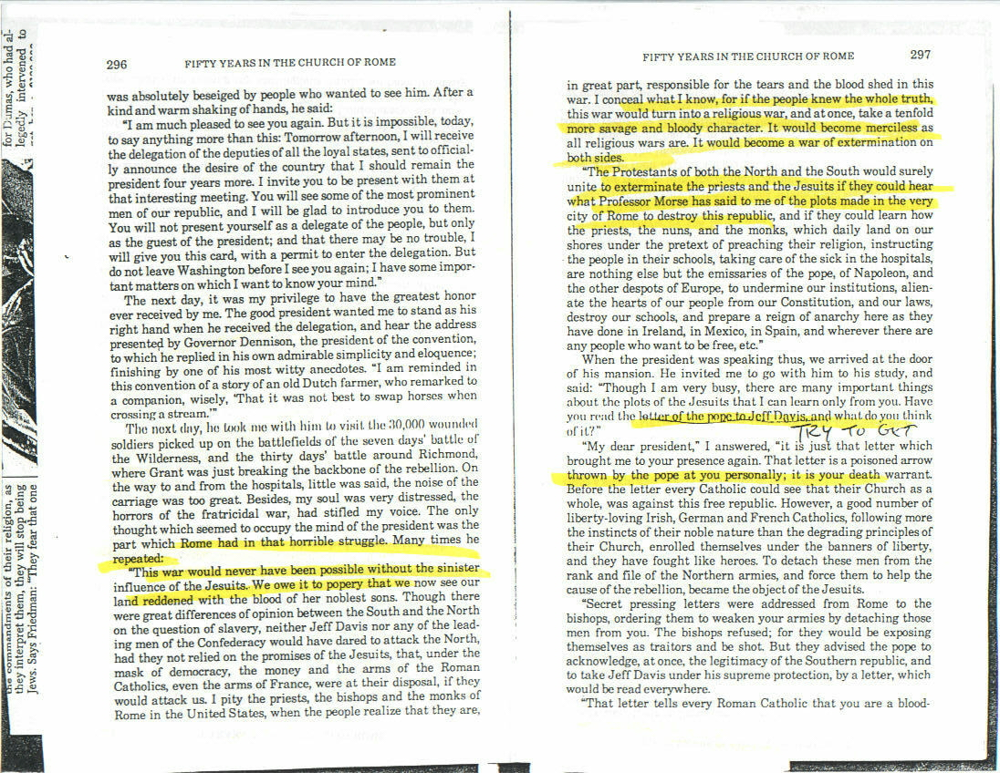 296 FIFTY YEARS IN THE CHURCH OF ROME
was absolutely beseiged by people who wanted to see him. After a
kind and warm shaking of hands, he said:
"I am much pleased to see you again. But it is impossible, today,
to say anything more than this: Tomorrow afternoon, I will receive
the delegation of the deputies of all the loyal states, sent to official-
ly announce the desire of the country that I should remain the
president four years more. I invite you to be present with them at
that interesting meeting. You will see some of the most prominent
men of our republic, and I will be glad to introduce you to them.
You will not present yourself as a delegate of the people, but only
as the guest of the president; and that there may be no trouble, I
will give you this card, with a permit to enter the delegation. But
do not leave Washington before I see you again; I have some impor-
tant matters on which I want to know your mind."
The next day, it was my privilege to have the greatest honor
ever received by me. The good president wanted me to stand as his
right hand when he received the delegation, and hear the address
presented by Governor Dennison, the president of the convention,
to which he replied in his own admirable simplicity and eloquence;
finishing by one of his most witty anecdotes. "I am reminded in
this convention of a story of an old Dutch farmer, who remarked to
a companion, wisely, 'That it was not best to swap horses when
crossing a stream.'"
The next day, he took me with him to visit the 30,000 wounded
soldiers picked up on the battlefields of the seven days' battle of
the Wilderness, and the thirty days' battle around Richmond,
where Grant was just breaking the backbone of the rebellion. On
the way to and from the hospitals, little was said, the noise of the
carriage was too great. Besides, my soul was very distressed, the
horrors of the fratricidal war, had stifled my voice. The only
thought which seemed to occupy the mind of the president was the
part which Rome had in that horrible struggle. Many times he
repeated:
"This war would never have been possible without the sinister
influence of the Jesuits. We owe it to popery that we now see our
land reddened with the blood of her noblest sons. Though there
were great differences of opinion between the South and the North
on the question of slavery, neither Jeff Davis nor any of the lead-
ing men of the Confederacy would have dared to attack the North,
had they not relied on the promises of the Jesuits, that, under the
mask of democracy, the money and the arms of the Roman
Catholics, even the arms of France, were at their disposal, if they
would attack us. I pity the priests, the bishops and the monks of
Rome in the United States, when the people realize that they are,
FIFTY YEARS IN THE CHURCH OF ROME 297
in great part, responsible for the tears and the blood shed in this
war. I conceal what I know, for if the people knew the whole truth,
this war would turn into a religious war, and at once, take a tenfold
more savage and bloody character. It would become merciless as
all religious wars are. It would become a war of extermination on
both sides.
"The Protestants of both the North and the South would surely
unite to exterminate the priests and the Jesuits if they could hear
what Professor Morse has said to me of the plots made in the very
city of Rome to destroy this republic, and if they could learn how
the priests, the nuns, and the monks, which daily land on our
shores under the pretext of preaching their religion, instructing
the people in their schools, taking care of the sick in the hospitals,
are nothing else but the emissaries of the pope, of Napoleon, and
the other despots of Europe, to undermine our institutions, alien-
ate the hearts of our people from our Constitution, and our laws,
destroy our schools, and prepare a reign of anarchy here as they
have done in Ireland, in Mexico, in Spain, and wherever there are
any people who want to be free, etc."
When the president was speaking thus, we arrived at the door
of his mansion. He invited me to go with him to his study, and
said: "Though I am very busy, there are many important things
about the plots of the Jesuits that I can learn only from you. Have
you read the letter of the pope to Jeff Davis, and what do you think
of it?"
TRY TO GET
"My dear president," I answered, "it is just that letter which
brought me to your presence again. That letter is a poisoned arrow
thrown by the pope at you personally; it is your death warrant.
Before the letter every Catholic could see that their Church as a
whole, was against this free republic. However, a good number of
liberty-loving Irish, German and French Catholics, following more
the instincts of their noble nature than the degrading principles of
their Church, enrolled themselves under the banners of liberty,
and they have fought like heroes. To detach these men from the
rank and file of the Northern armies, and force them to help the
cause of the rebellion, became the object of the Jesuits.
"Secret pressing letters were addressed from Rome to the
bishops, ordering them to weaken your armies by detaching those
men from you. The bishops refused; for they would be exposing
themselves as traitors and be shot. But they advised the pope to
acknowledge, at once, the legitimacy of the Southern republic, and
to take Jeff Davis under his supreme protection, by a letter, which
would be read everywhere.
"That letter tells every Roman Catholic that you are a blood-
for Dumas, who had al-
legedly intervened to
the commandments of their religion, as
they interpret them, they will stop being
Jews. Says Friedman: "They fear that one